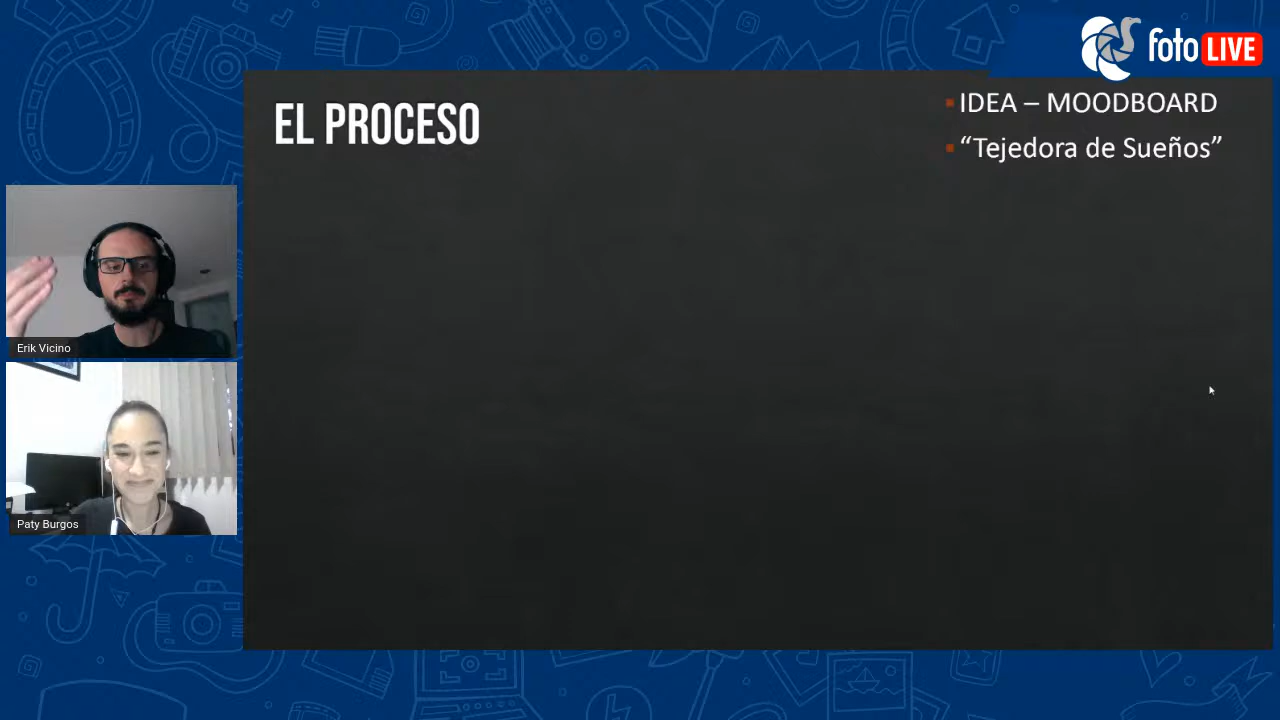 foto LIVE
EL PROCESO
IDEA – MOODBOARD
“Tejedora de Sueños”
Erik Vicino
Paty Burgos